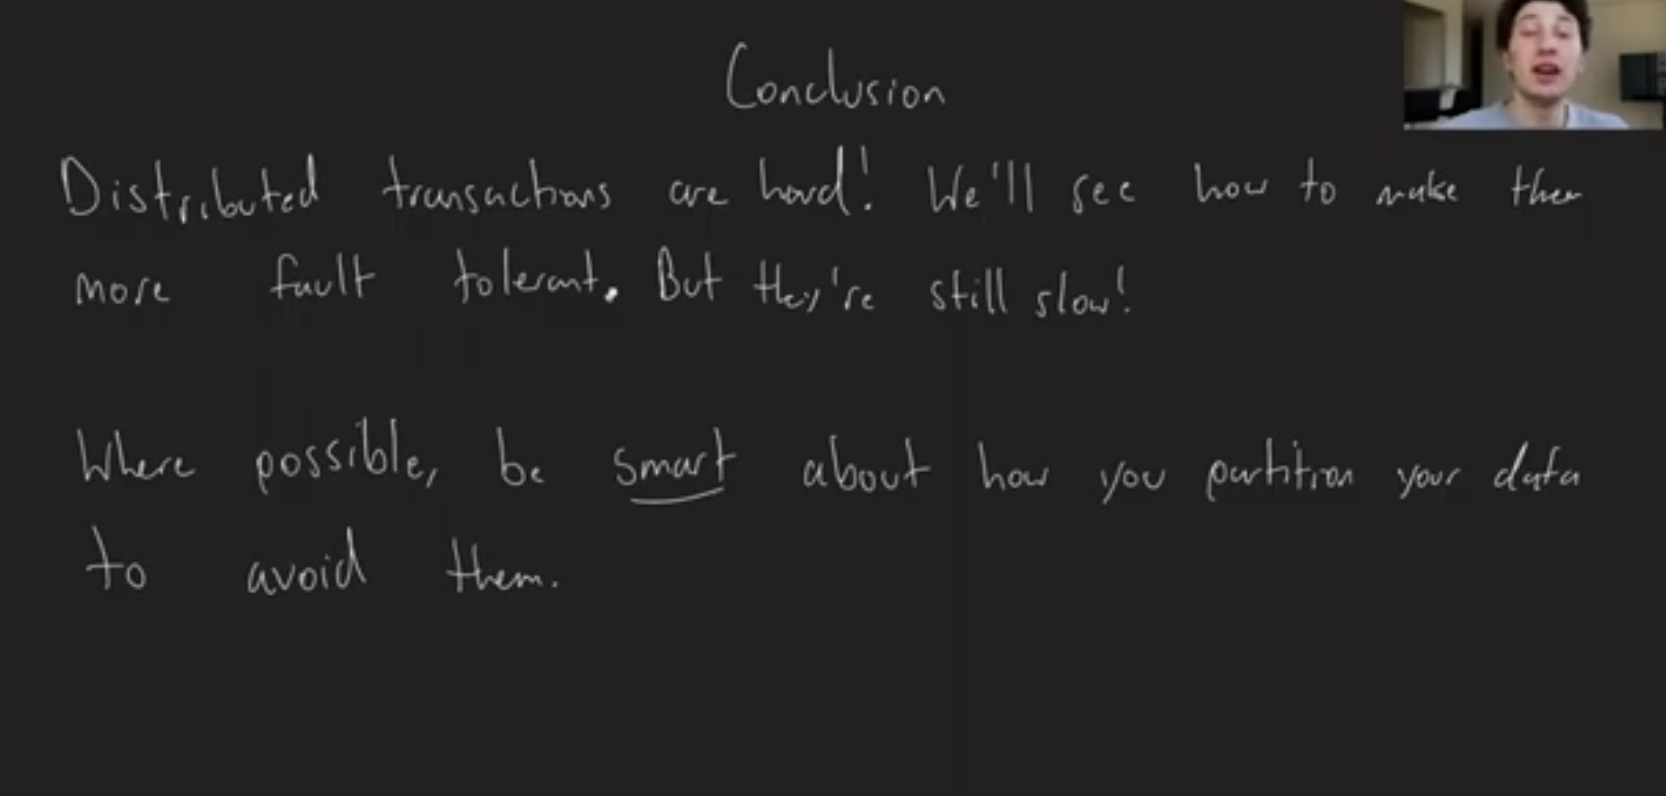 Conclusion
Distributed transactions are hard! We'll see how to make them
more fault tolerant. But they're still slow!
Where possible, be smart about how you partition your data
to avoid them.